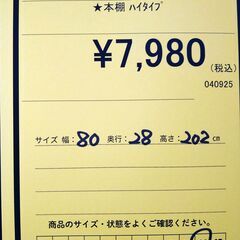 ★本棚 ﾊｲﾀｲﾌﾟ
¥7,980
(税込)
040925
サイズ 幅: 80 奥行: 28 高さ: 202cm
商品のサイズ・状態をよくご確認ください。